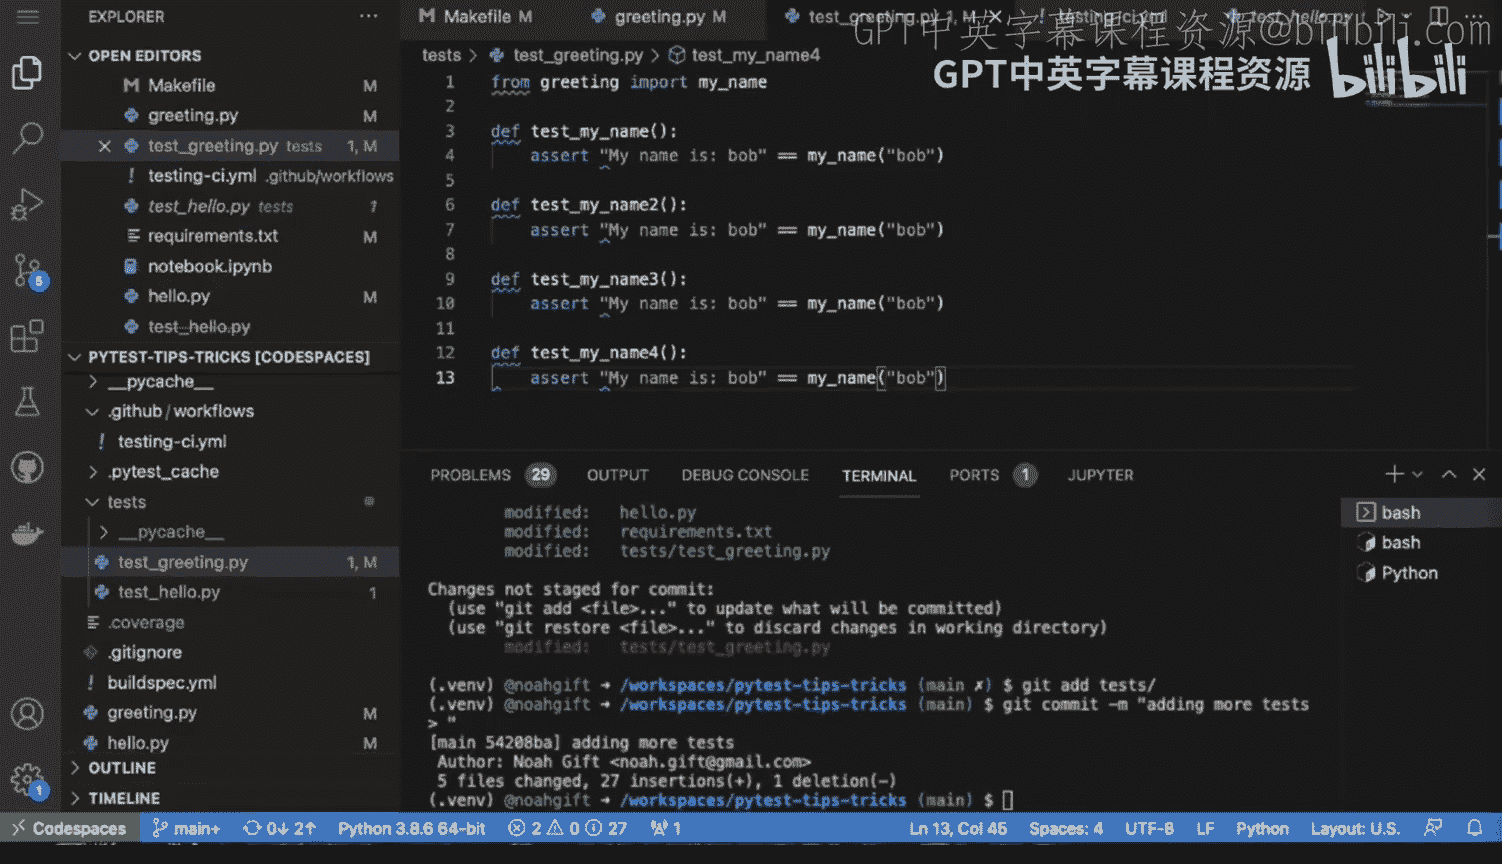 EXPLORER
Makefile M
greeting.py M
test_greeting.py 1, M
testing-ci.yml
test_hello.py
GPT中英字幕课程资源@bilibili.com
GPT中英字幕课程资源 bilibili
OPEN EDITORS
Makefile M
greeting.py M
test_greeting.py tests 1, M
testing-ci.yml .github/workflows
test_hello.py tests 1
requirements.txt M
notebook.ipynb
hello.py M
test_hello.py
PYTEST-TIPS-TRICKS [CODESPACES]
__pycache__
.github/workflows
testing-ci.yml
.pytest_cache
tests
__pycache__
test_greeting.py 1, M
test_hello.py 1
.coverage
.gitignore
buildspec.yml
greeting.py M
hello.py M
OUTLINE
TIMELINE
5
1
tests > test_greeting.py > test_my_name4
1 from greeting import my_name
2
3 def test_my_name():
4 assert "My name is: bob" == my_name("bob")
5
6 def test_my_name2():
7 assert "My name is: bob" == my_name("bob")
8
9 def test_my_name3():
10 assert "My name is: bob" == my_name("bob")
11
12 def test_my_name4():
13 assert "My name is: bob" == my_name("bob")
PROBLEMS 29 OUTPUT DEBUG CONSOLE TERMINAL PORTS 1 JUPYTER
modified: hello.py
modified: requirements.txt
modified: tests/test_greeting.py
Changes not staged for commit:
(use "git add <file>..." to update what will be committed)
(use "git restore <file>..." to discard changes in working directory)
modified: tests/test_greeting.py
(.venv) @noahgift → /workspaces/pytest-tips-tricks (main ✗) $ git add tests/
(.venv) @noahgift → /workspaces/pytest-tips-tricks (main) $ git commit -m "adding more tests
> "
[main 54208ba] adding more tests
Author: Noah Gift <noah.gift@gmail.com>
5 files changed, 27 insertions(+), 1 deletion(-)
(.venv) @noahgift → /workspaces/pytest-tips-tricks (main) $
bash
bash
Python
Codespaces main+ 0↓ 2↑ Python 3.8.6 64-bit 2 0 27 1 Ln 13, Col 45 Spaces: 4 UTF-8 LF Python Layout: U.S.